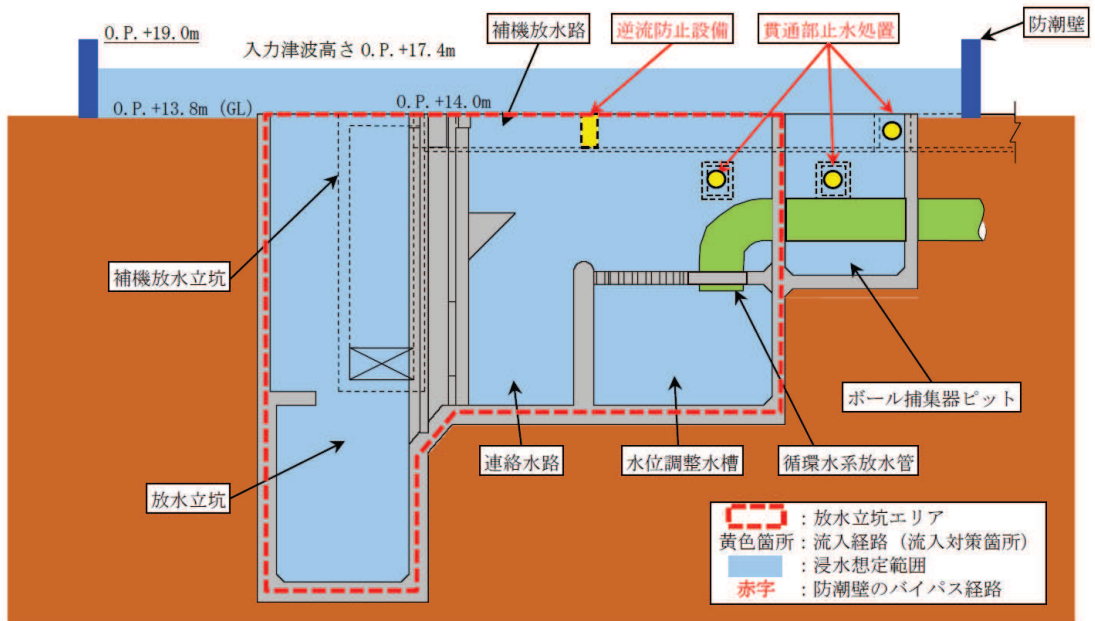 O.P.+19.0m
入力津波高さ O.P.+17.4m
補機放水路
逆流防止設備
貫通部止水処置
防潮壁
O.P.+13.8m (GL)
O.P.+14.0m
補機放水立坑
放水立坑
連絡水路
水位調整水槽
循環水系放水管
ボール捕集器ピット
：放水立坑エリア
黄色箇所：流入経路（流入対策箇所）
：浸水想定範囲
赤字：防潮壁のバイパス経路